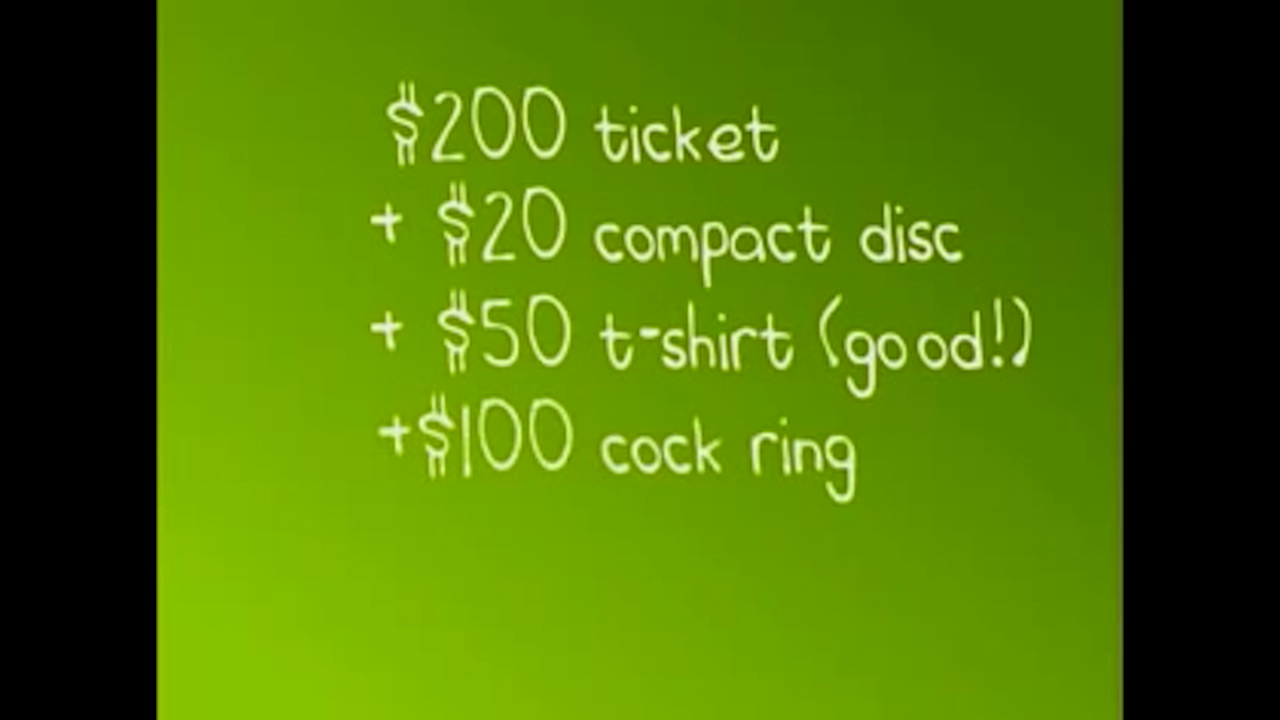 $200 ticket
+ $20 compact disc
+ $50 t-shirt (good!)
+$100 cock ring